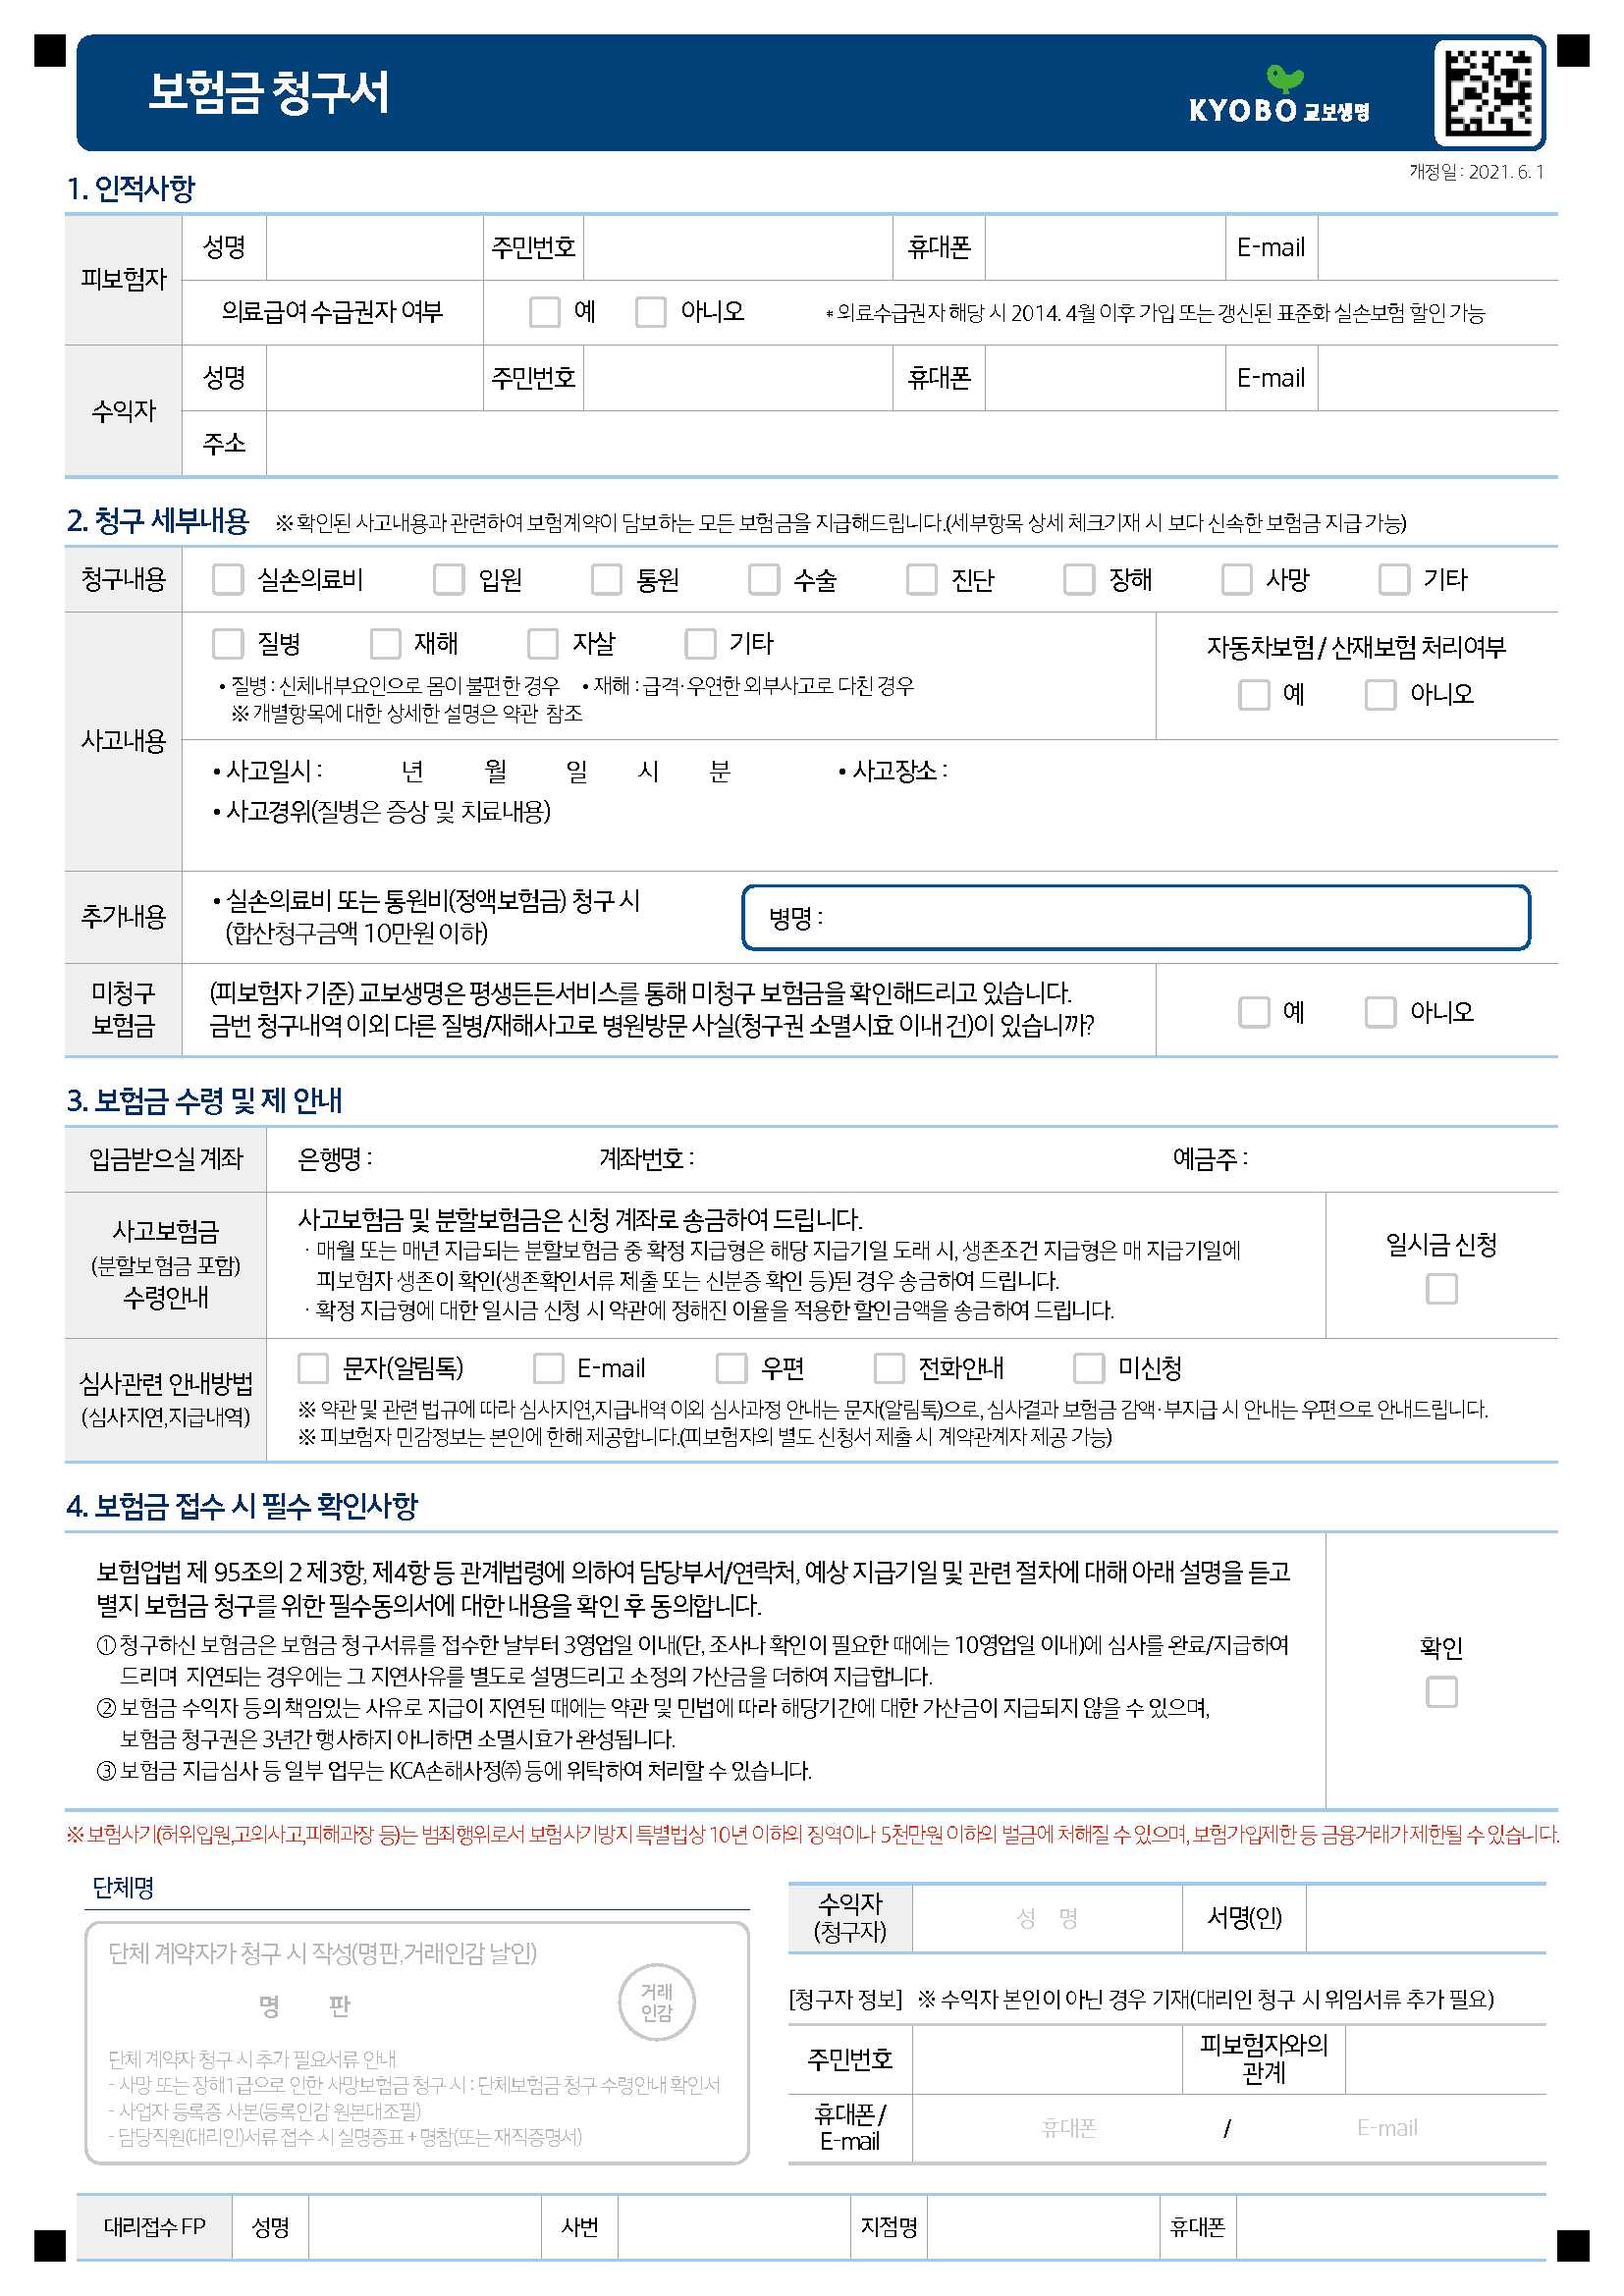 보험금 청구서
KYOBO 교보생명
개정일 : 2021. 6. 1
1. 인적사항
피보험자 성명 주민번호 휴대폰 E-mail
의료급여 수급권자 여부 예 아니오 * 의료수급권자 해당 시 2014. 4월 이후 가입 또는 갱신된 표준화 실손보험 할인 가능
수익자 성명 주민번호 휴대폰 E-mail
주소
2. 청구 세부내용 ※ 확인된 사고내용과 관련하여 보험계약이 담보하는 모든 보험금을 지급해드립니다.(세부항목 상세 체크기재 시 보다 신속한 보험금 지급 가능)
청구내용 실손의료비 입원 통원 수술 진단 장해 사망 기타
사고내용 질병 재해 자살 기타 자동차보험 / 산재보험 처리여부
• 질병 : 신체내부요인으로 몸이 불편한 경우 • 재해 : 급격·우연한 외부사고로 다친 경우 예 아니오
※ 개별항목에 대한 상세한 설명은 약관 참조
• 사고일시 : 년 월 일 시 분 • 사고장소 :
• 사고경위(질병은 증상 및 치료내용)
추가내용 • 실손의료비 또는 통원비(정액보험금) 청구 시 병명 :
(합산청구금액 10만원 이하)
미청구 보험금 (피보험자 기준) 교보생명은 평생든든서비스를 통해 미청구 보험금을 확인해드리고 있습니다.
금번 청구내역 이외 다른 질병/재해사고로 병원방문 사실(청구권 소멸시효 이내 건)이 있습니까? 예 아니오
3. 보험금 수령 및 제 안내
입금받으실 계좌 은행명 : 계좌번호 : 예금주 :
사고보험금 (분할보험금 포함) 수령안내 사고보험금 및 분할보험금은 신청 계좌로 송금하여 드립니다. 일시금 신청
· 매월 또는 매년 지급되는 분할보험금 중 확정 지급형은 해당 지급기일 도래 시, 생존조건 지급형은 매 지급기일에
피보험자 생존이 확인(생존확인서류 제출 또는 신분증 확인 등)된 경우 송금하여 드립니다.
· 확정 지급형에 대한 일시금 신청 시 약관에 정해진 이율을 적용한 할인금액을 송금하여 드립니다.
심사관련 안내방법 (심사지연,지급내역) 문자(알림톡) E-mail 우편 전화안내 미신청
※ 약관 및 관련 법규에 따라 심사지연,지급내역 이외 심사과정 안내는 문자(알림톡)으로, 심사결과 보험금 감액·부지급 시 안내는 우편으로 안내드립니다.
※ 피보험자 민감정보는 본인에 한해 제공합니다.(피보험자의 별도 신청서 제출 시 계약관계자 제공 가능)
4. 보험금 접수 시 필수 확인사항
보험업법 제 95조의 2 제3항, 제4항 등 관계법령에 의하여 담당부서/연락처, 예상 지급기일 및 관련 절차에 대해 아래 설명을 듣고
별지 보험금 청구를 위한 필수동의서에 대한 내용을 확인 후 동의합니다.
① 청구하신 보험금은 보험금 청구서류를 접수한 날부터 3영업일 이내(단, 조사나 확인이 필요한 때에는 10영업일 이내)에 심사를 완료/지급하여
드리며 지연되는 경우에는 그 지연사유를 별도로 설명드리고 소정의 가산금을 더하여 지급합니다.
② 보험금 수익자 등의 책임있는 사유로 지급이 지연된 때에는 약관 및 민법에 따라 해당기간에 대한 가산금이 지급되지 않을 수 있으며,
보험금 청구권은 3년간 행사하지 아니하면 소멸시효가 완성됩니다.
③ 보험금 지급심사 등 일부 업무는 KCA손해사정㈜ 등에 위탁하여 처리할 수 있습니다.
확인
※ 보험사기(허위입원,고의사고,피해과장 등)는 범죄행위로서 보험사기방지 특별법상 10년 이하의 징역이나 5천만원 이하의 벌금에 처해질 수 있으며, 보험가입제한 등 금융거래가 제한될 수 있습니다.
단체명
단체 계약자가 청구 시 작성(명판,거래인감 날인)
명 판
거래
인감
단체 계약자 청구 시 추가 필요서류 안내
- 사망 또는 장해1급으로 인한 사망보험금 청구 시 : 단체보험금 청구 수령안내 확인서
- 사업자 등록증 사본(등록인감 원본대조필)
- 담당직원(대리인)서류 접수 시 실명증표 + 명참(또는 재직증명서)
수익자 (청구자) 성 명 서명(인)
[청구자 정보] ※ 수익자 본인이 아닌 경우 기재(대리인 청구 시 위임서류 추가 필요)
주민번호 피보험자와의 관계
휴대폰 / E-mail 휴대폰 / E-mail
대리접수 FP 성명 사번 지점명 휴대폰